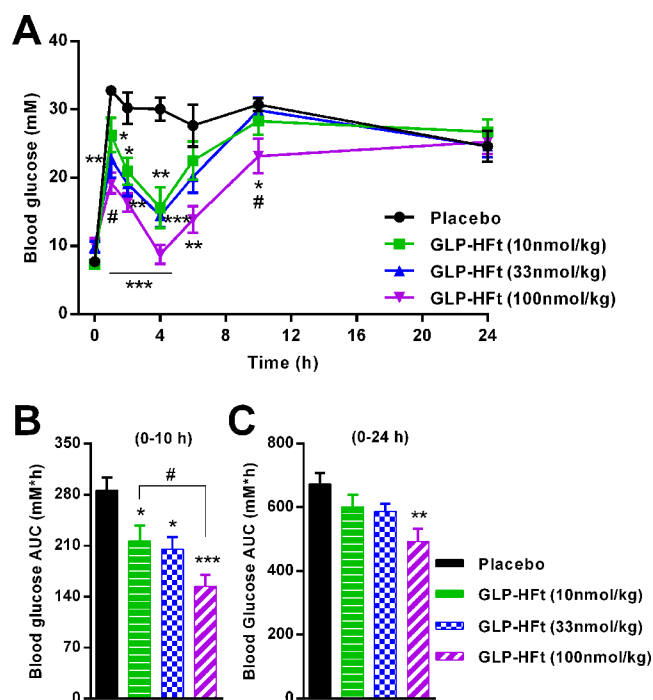 A
Blood glucose (mM)
40
30
20
10
0
**
*
*
**
**
***
#
**
*
#
***
0
4
8
12
16
20
24
Time (h)
Placebo
GLP-HFt (10nmol/kg)
GLP-HFt (33nmol/kg)
GLP-HFt (100nmol/kg)
B
(0-10 h)
Blood glucose AUC (mM*h)
350
280
210
140
70
0
*
*
#
***
C
(0-24 h)
Blood Glucose AUC (mM*h)
800
600
400
200
0
**
Placebo
GLP-HFt (10nmol/kg)
GLP-HFt (33nmol/kg)
GLP-HFt (100nmol/kg)